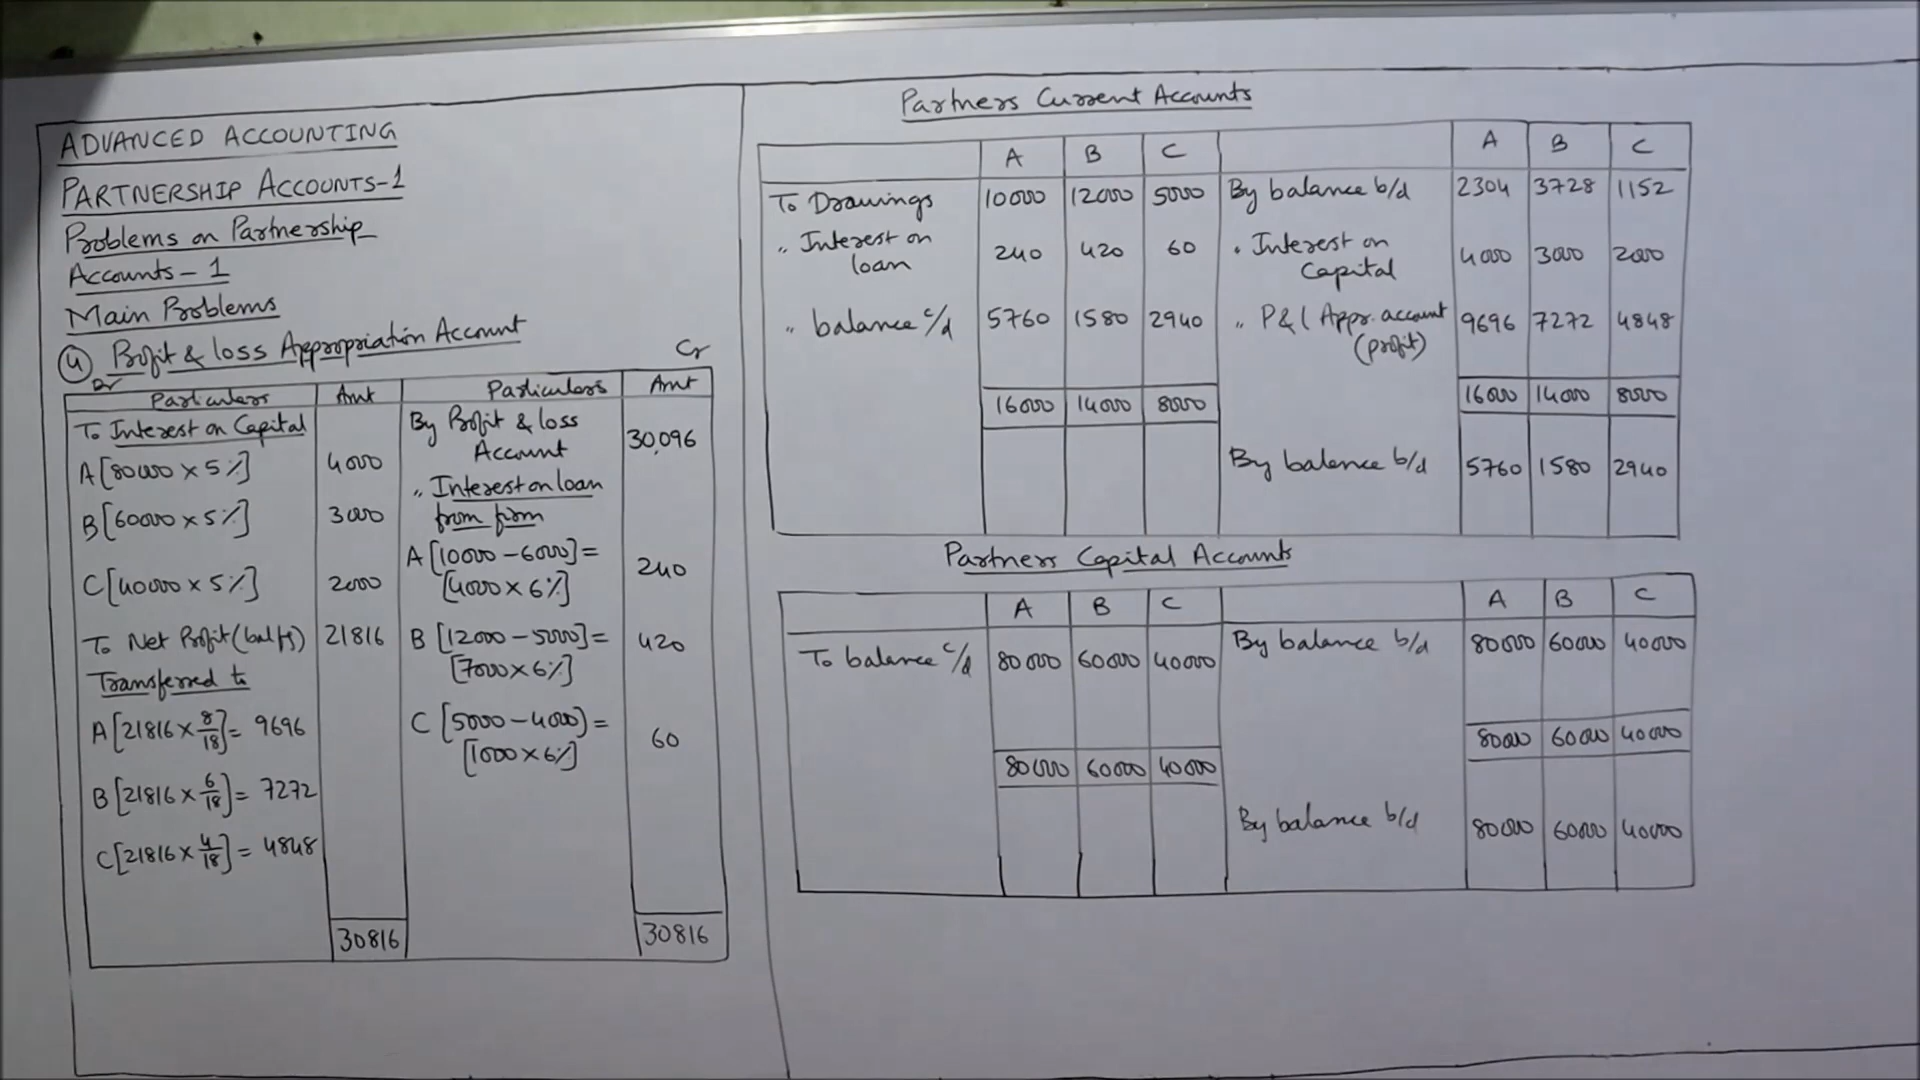 ADVANCED ACCOUNTING
PARTNERSHIP ACCOUNTS-1
Problems on Partnership
Accounts-1
Main Problems
4 Profit & loss Appropriation Account
Dr Cr
Particulars Amt Particulars Amt
To Interest on Capital By Profit & loss Account 30,096
A [80000 × 5%] 4000 " Interest on loan from firm
B [60000 × 5%] 3000 A [10000 - 6000] = [4000 × 6%] 240
C [40000 × 5%] 2000
To Net Profit (bal fg) 21816 B [12000 - 5000] = [7000 × 6%] 420
Transferred to
A [21816 × 8/18] = 9696 C [5000 - 4000] = [1000 × 6%] 60
B [21816 × 6/18] = 7272
C [21816 × 4/18] = 4848
30816 30816
Partners Current Accounts
A B C A B C
To Drawings 10000 12000 5000 By balance b/d 2304 3728 1152
" Interest on loan 240 420 60 " Interest on Capital 4000 3000 2000
" balance c/d 5760 1580 2940 " P&L Appr. account (profit) 9696 7272 4848
16000 14000 8000 16000 14000 8000
By balance b/d 5760 1580 2940
Partners Capital Accounts
A B C A B C
To balance c/d 80000 60000 40000 By balance b/d 80000 60000 40000
80000 60000 40000 80000 60000 40000
By balance b/d 80000 60000 40000